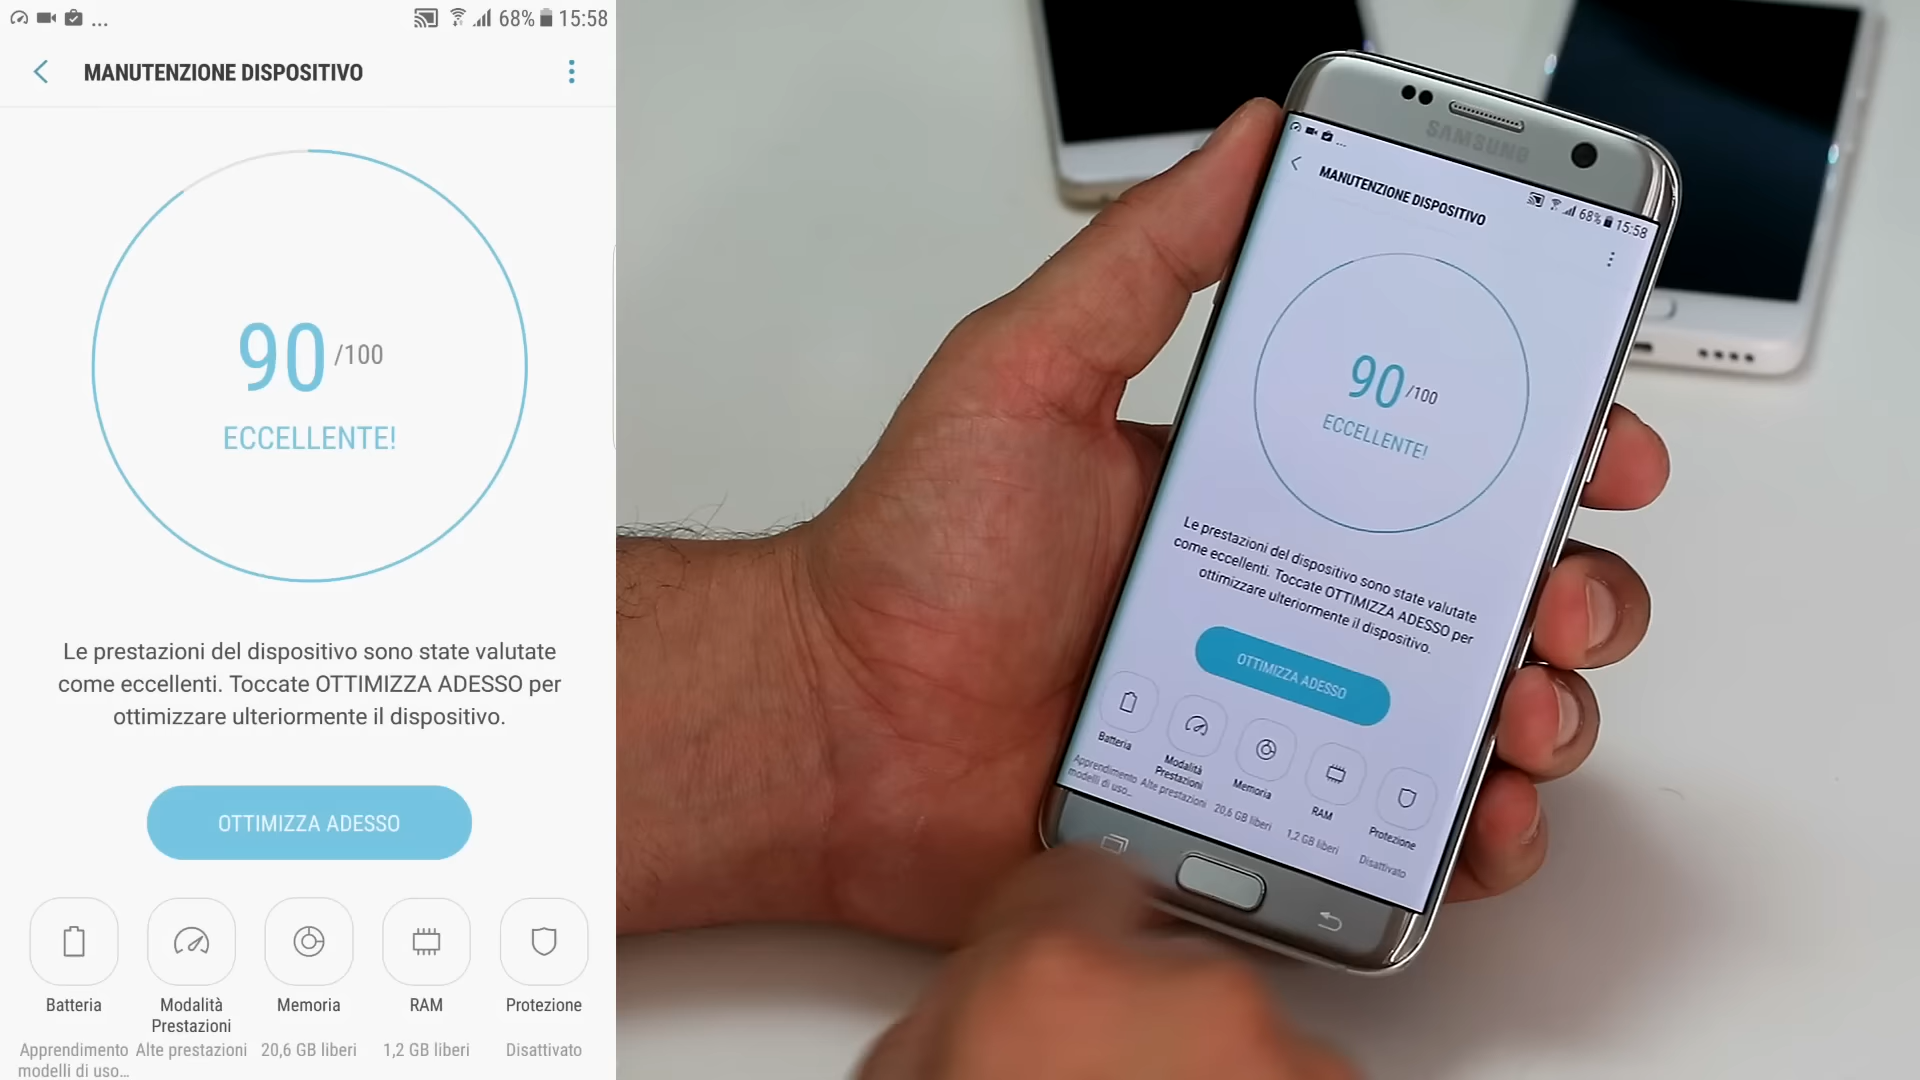 ...
68% 15:58
MANUTENZIONE DISPOSITIVO
90 /100
ECCELLENTE!
Le prestazioni del dispositivo sono state valutate
come eccellenti. Toccate OTTIMIZZA ADESSO per
ottimizzare ulteriormente il dispositivo.
OTTIMIZZA ADESSO
Batteria
Apprendimento
modelli di uso...
Modalità
Prestazioni
Alte prestazioni
Memoria
20,6 GB liberi
RAM
1,2 GB liberi
Protezione
Disattivato
SAMSUNG
...
68% 15:58
MANUTENZIONE DISPOSITIVO
90 /100
ECCELLENTE!
Le prestazioni del dispositivo sono state valutate
come eccellenti. Toccate OTTIMIZZA ADESSO per
ottimizzare ulteriormente il dispositivo.
OTTIMIZZA ADESSO
Batteria
Apprendimento
modelli di uso...
Modalità
Prestazioni
Alte prestazioni
Memoria
20,6 GB liberi
RAM
1,2 GB liberi
Protezione
Disattivato